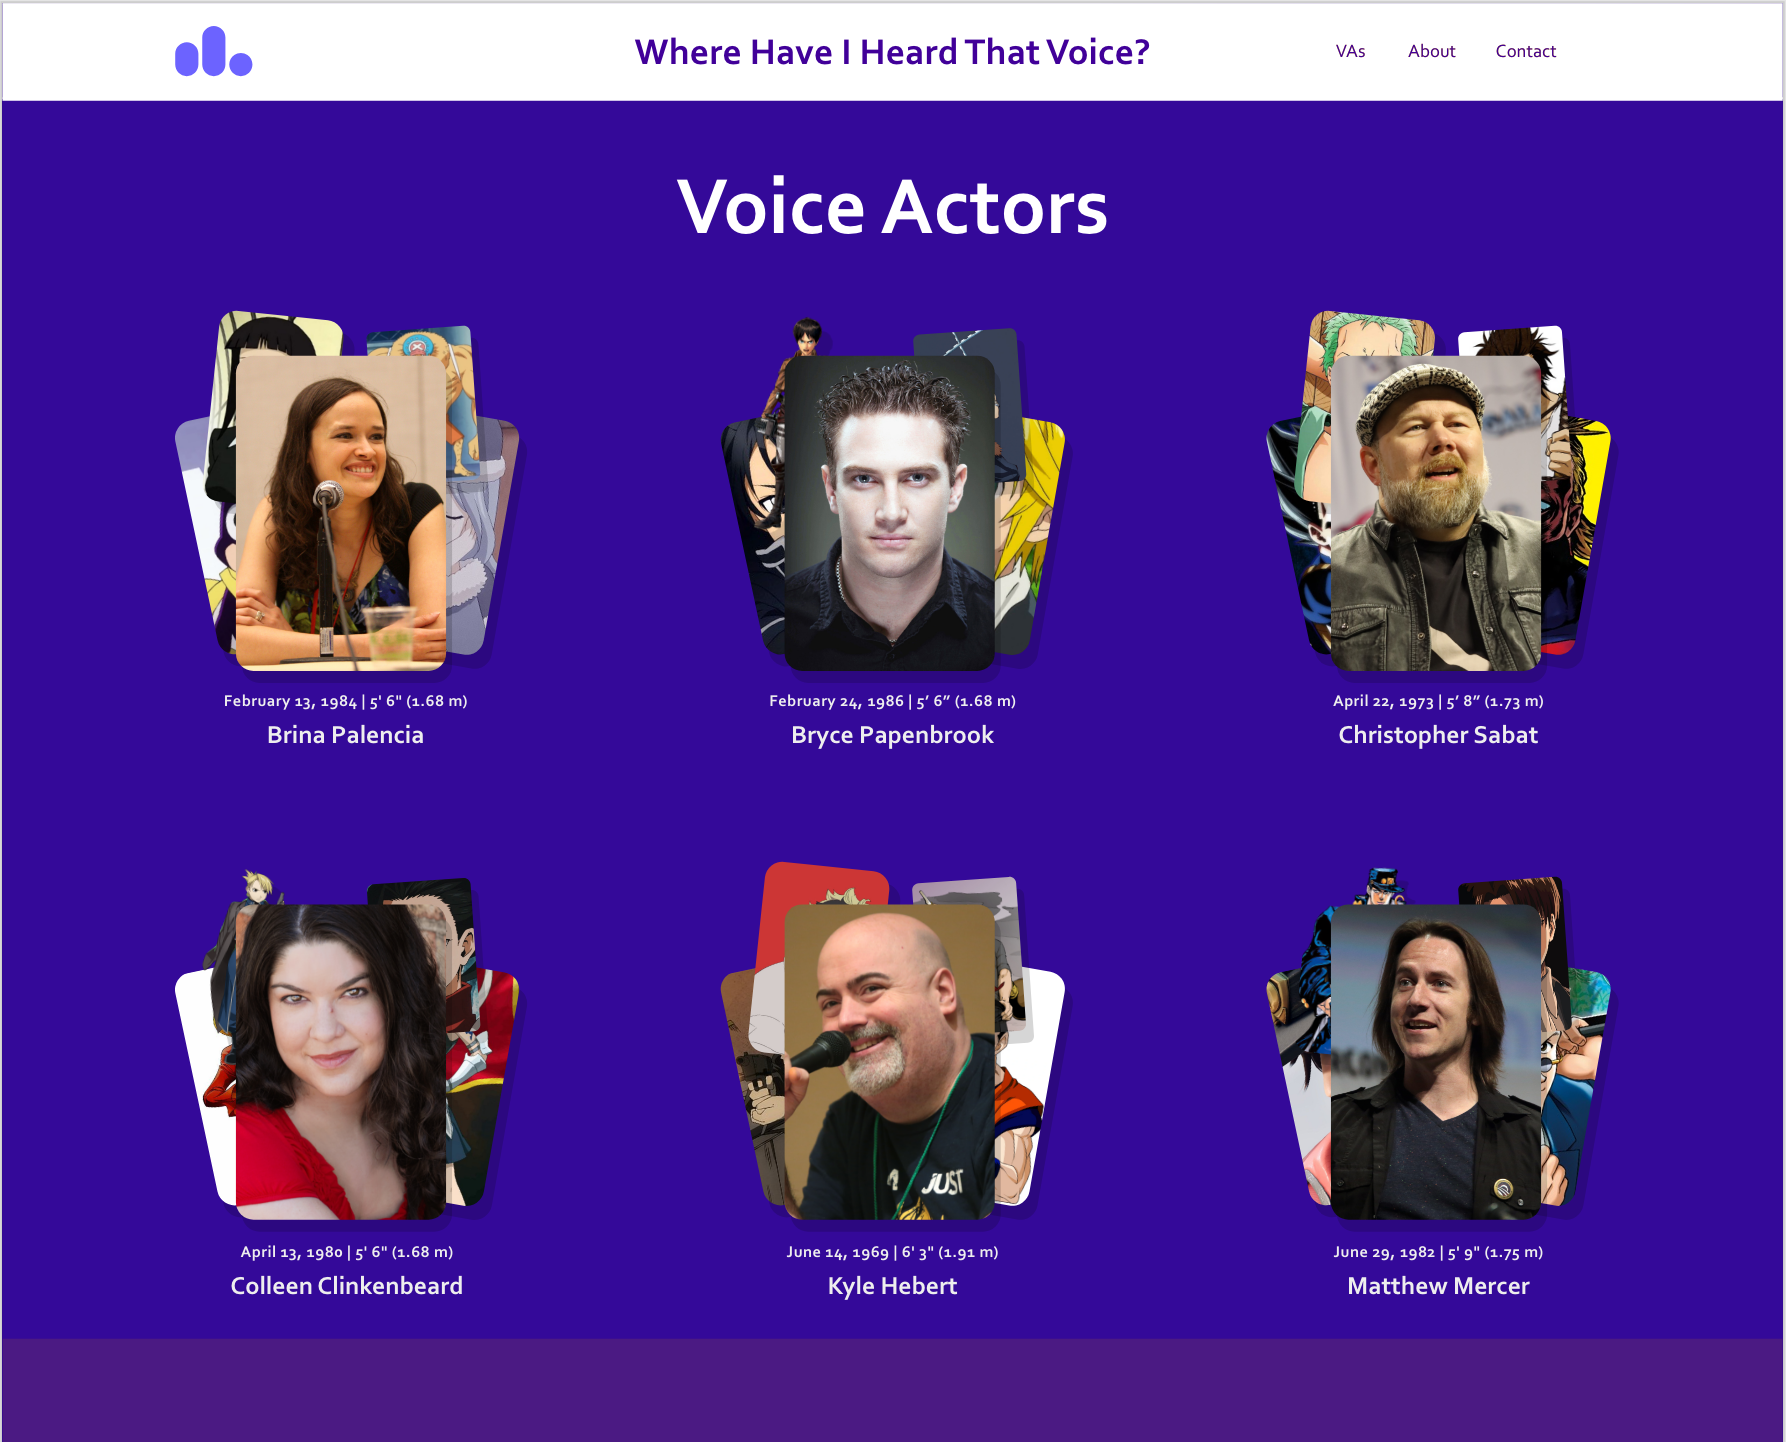 Where Have I Heard That Voice?
VAs About Contact
Voice Actors
February 13, 1984 | 5' 6" (1.68 m)
Brina Palencia
February 24, 1986 | 5’ 6” (1.68 m)
Bryce Papenbrook
April 22, 1973 | 5’ 8” (1.73 m)
Christopher Sabat
JUST
April 13, 1980 | 5' 6" (1.68 m)
Colleen Clinkenbeard
June 14, 1969 | 6' 3" (1.91 m)
Kyle Hebert
June 29, 1982 | 5' 9" (1.75 m)
Matthew Mercer